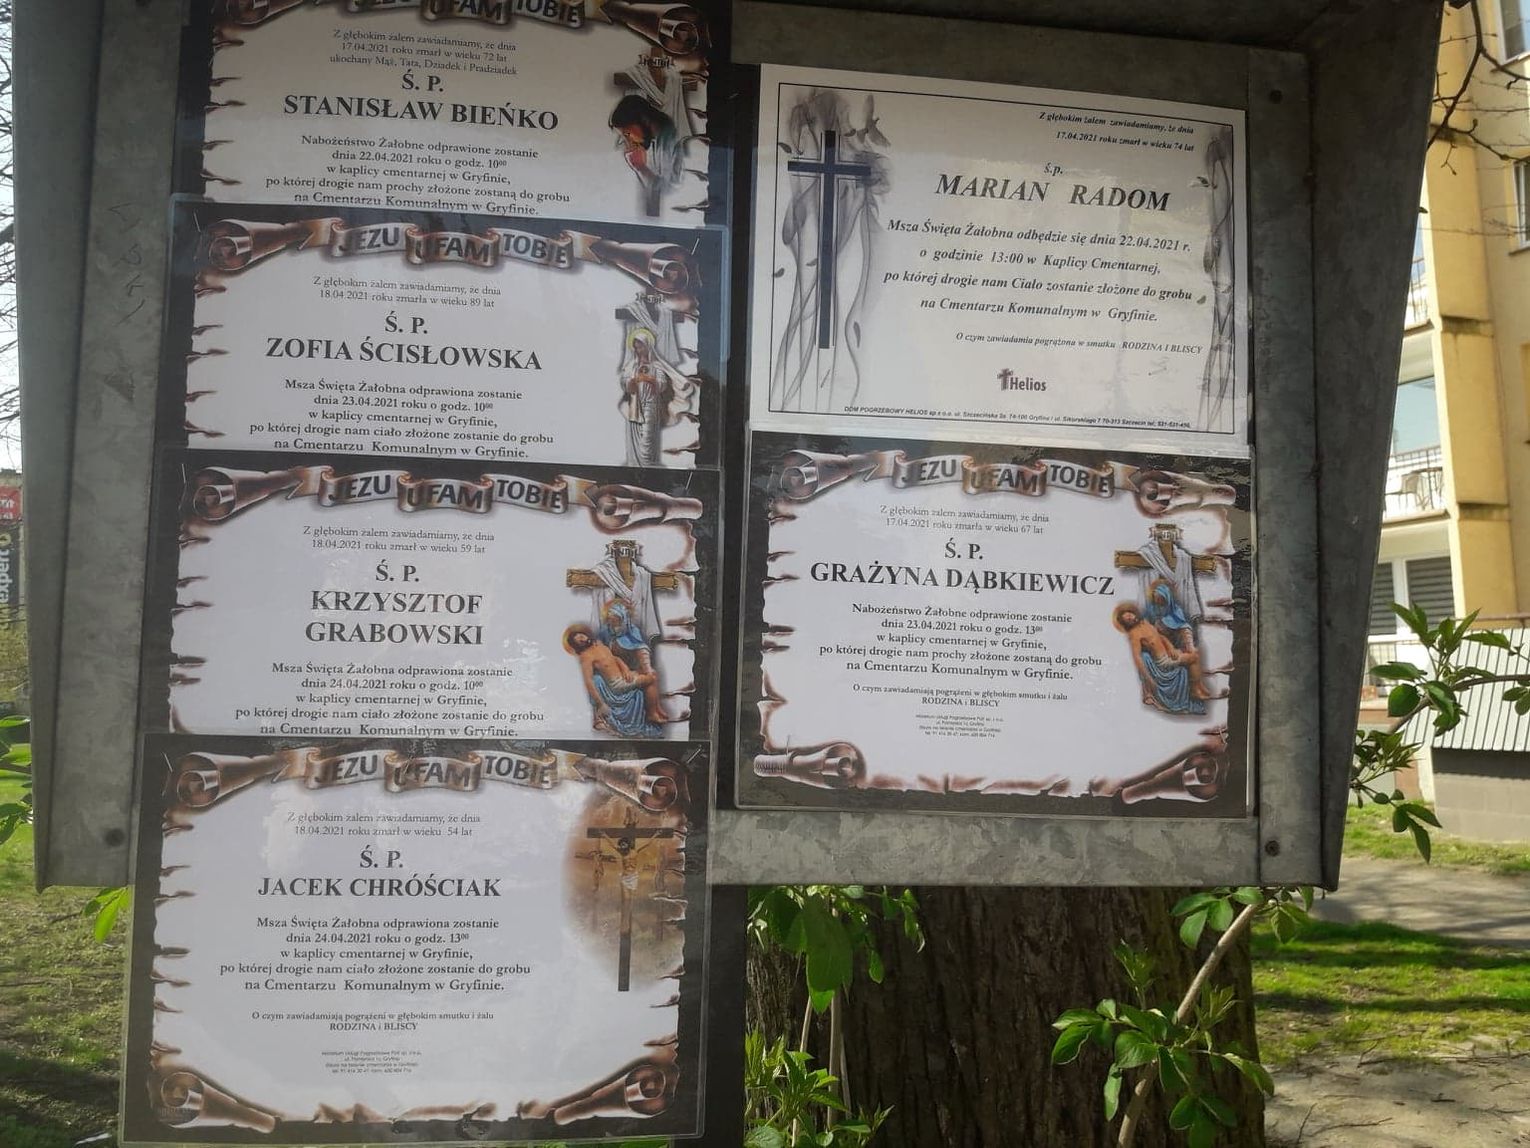 JEZU UFAM TOBIE
Z głębokim żalem zawiadamiamy, że dnia
17.04.2021 roku zmarł w wieku 72 lat
ukochany Mąż, Tata, Dziadek i Pradziadek
Ś. P.
STANISŁAW BIEŃKO
Nabożeństwo Żałobne odprawione zostanie
dnia 22.04.2021 roku o godz. 10⁰⁰
w kaplicy cmentarnej w Gryfinie,
po której drogie nam prochy złożone zostaną do grobu
na Cmentarzu Komunalnym w Gryfinie.
JEZU UFAM TOBIE
Z głębokim żalem zawiadamiamy, że dnia
18.04.2021 roku zmarła w wieku 89 lat
Ś. P.
ZOFIA ŚCISŁOWSKA
Msza Święta Żałobna odprawiona zostanie
dnia 23.04.2021 roku o godz. 10⁰⁰
w kaplicy cmentarnej w Gryfinie,
po której drogie nam ciało złożone zostanie do grobu
na Cmentarzu Komunalnym w Gryfinie.
JEZU UFAM TOBIE
Z głębokim żalem zawiadamiamy, że dnia
18.04.2021 roku zmarł w wieku 59 lat
Ś. P.
KRZYSZTOF
GRABOWSKI
Msza Święta Żałobna odprawiona zostanie
dnia 24.04.2021 roku o godz. 10⁰⁰
w kaplicy cmentarnej w Gryfinie,
po której drogie nam ciało złożone zostanie do grobu
na Cmentarzu Komunalnym w Gryfinie.
JEZU UFAM TOBIE
Z głębokim żalem zawiadamiamy, że dnia
18.04.2021 roku zmarł w wieku 54 lat
Ś. P.
JACEK CHRÓŚCIAK
Msza Święta Żałobna odprawiona zostanie
dnia 24.04.2021 roku o godz. 13⁰⁰
w kaplicy cmentarnej w Gryfinie,
po której drogie nam ciało złożone zostanie do grobu
na Cmentarzu Komunalnym w Gryfinie.
O czym zawiadamiają pogrążeni w głębokim smutku i żalu
RODZINA i BLISCY
Z głębokim żalem zawiadamiamy, że dnia
17.04.2021 roku zmarł w wieku 74 lat
ś.p.
MARIAN RADOM
Msza Święta Żałobna odbędzie się dnia 22.04.2021 r.
o godzinie 13:00 w Kaplicy Cmentarnej,
po której drogie nam Ciało zostanie złożone do grobu
na Cmentarzu Komunalnym w Gryfinie.
O czym zawiadamia pogrążona w smutku RODZINA I BLISCY
Helios
DOM POGRZEBOWY HELIOS sp z o.o. ul. Szczecińska 74-100 Gryfino / ul. Sikorskiego 7 70-313 Szczecin
JEZU UFAM TOBIE
Z głębokim żalem zawiadamiamy, że dnia
17.04.2021 roku zmarła w wieku 67 lat
Ś. P.
GRAŻYNA DĄBKIEWICZ
Nabożeństwo Żałobne odprawione zostanie
dnia 23.04.2021 roku o godz. 13⁰⁰
w kaplicy cmentarnej w Gryfinie,
po której drogie nam prochy złożone zostaną do grobu
na Cmentarzu Komunalnym w Gryfinie.
O czym zawiadamiają pogrążeni w głębokim smutku i żalu
RODZINA i BLISCY